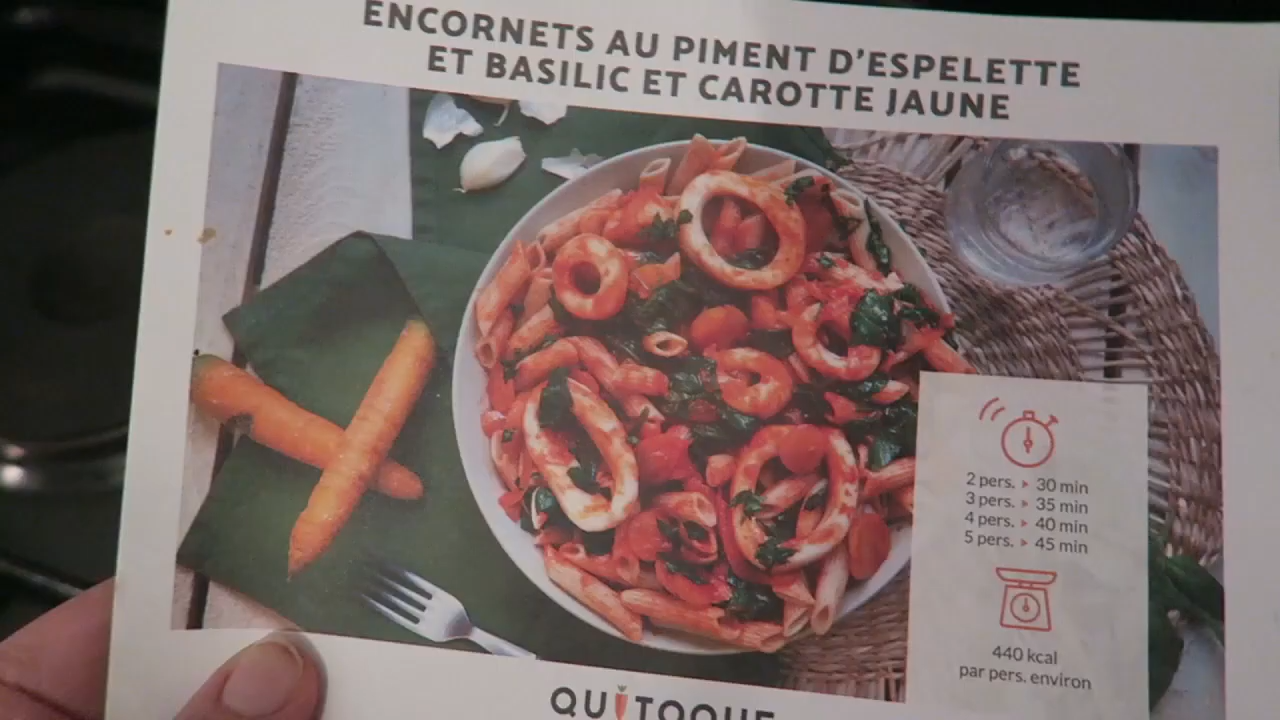 ENCORNETS AU PIMENT D'ESPELETTE
ET BASILIC ET CAROTTE JAUNE
2 pers. ▸ 30 min
3 pers. ▸ 35 min
4 pers. ▸ 40 min
5 pers. ▸ 45 min
440 kcal
par pers. environ
QUITOQUE